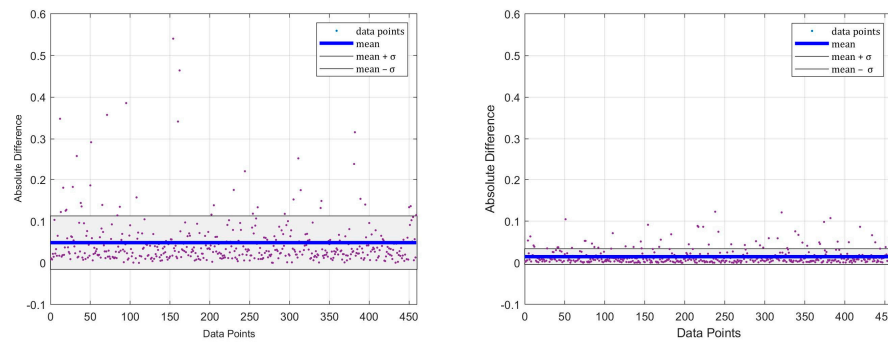 0.6
0.5
0.4
0.3
0.2
0.1
0
-0.1
Absolute Difference
0 50 100 150 200 250 300 350 400 450
Data Points
data points
mean
mean + σ
mean − σ
0.6
0.5
0.4
0.3
0.2
0.1
0
-0.1
Absolute Difference
0 50 100 150 200 250 300 350 400 450
Data Points
data points
mean
mean + σ
mean − σ